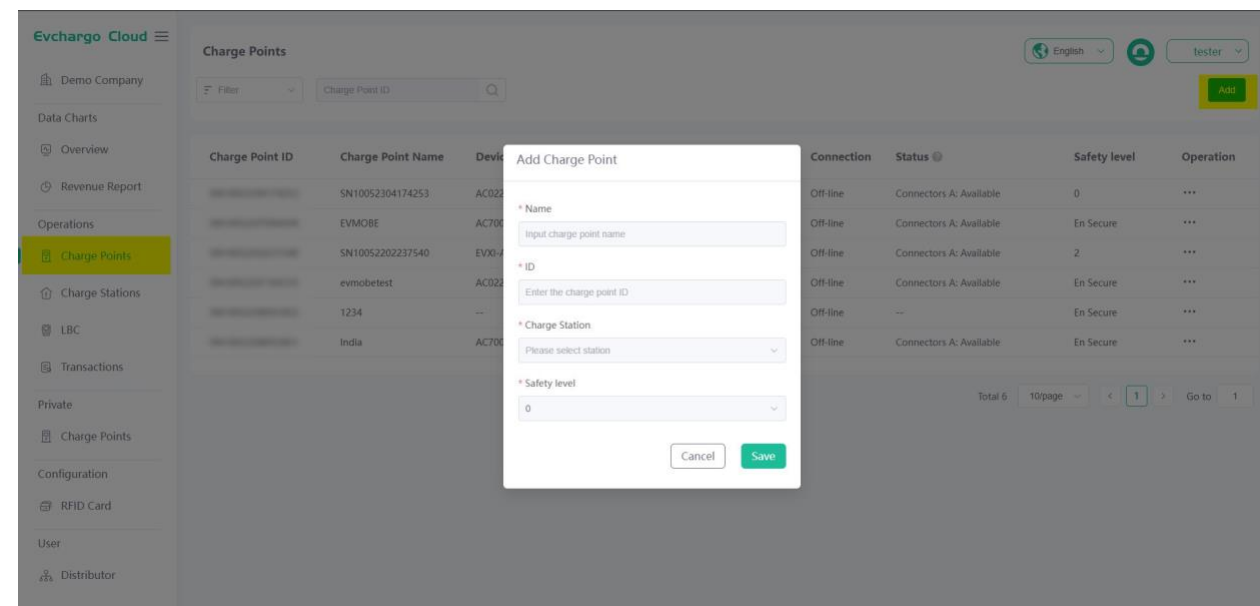 Evchargo Cloud
Demo Company
Data Charts
Overview
Revenue Report
Operations
Charge Points
Charge Stations
LBC
Transactions
Private
Charge Points
Configuration
RFID Card
User
Distributor
Charge Points
English
tester
Filter
Charge Point ID
Add
Charge Point ID Charge Point Name Devic Connection Status Safety level Operation
SN10052304174253 AC022 Off-line Connectors A: Available 0 •••
EVMOBE AC700 Off-line Connectors A: Available En Secure •••
SN10052202237540 Off-line Connectors A: Available 2 •••
evmobetest AC022 Off-line Connectors A: Available En Secure •••
1234 -- Off-line -- En Secure •••
India AC700 Off-line Connectors A: Available En Secure •••
Total 6 10/page < 1 > Go to 1
Add Charge Point
* Name
Input charge point name
* ID
Enter the charge point ID
* Charge Station
Please select station
* Safety level
0
Cancel Save